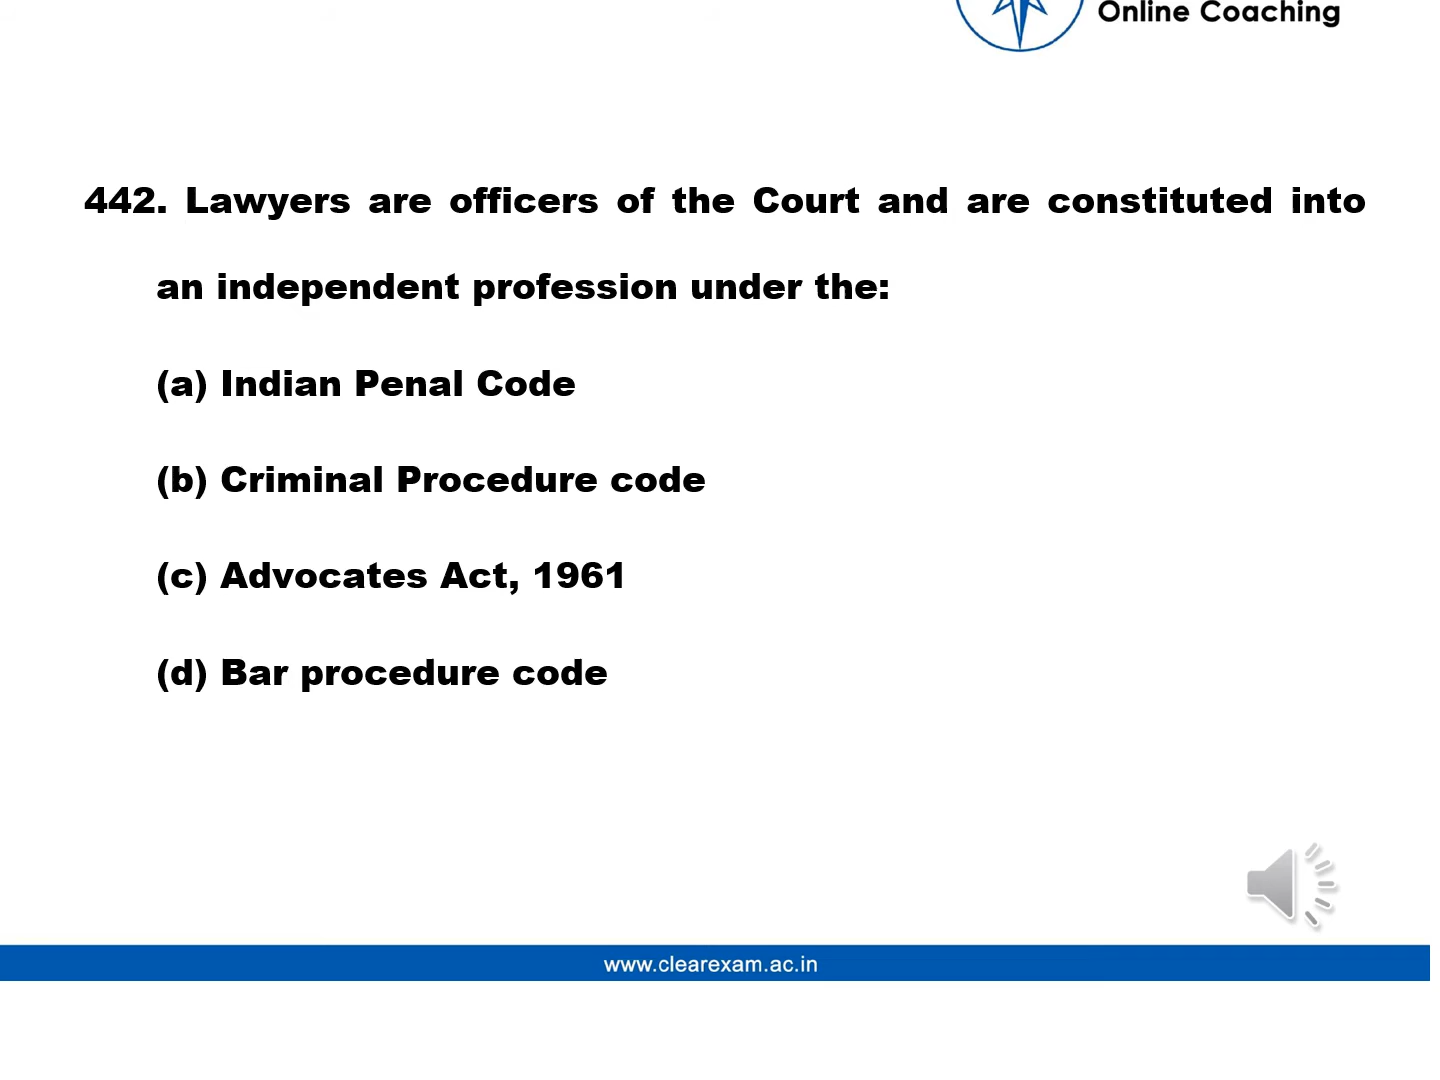 Online Coaching
442. Lawyers are officers of the Court and are constituted into
an independent profession under the:
(a) Indian Penal Code
(b) Criminal Procedure code
(c) Advocates Act, 1961
(d) Bar procedure code
www.clearexam.ac.in